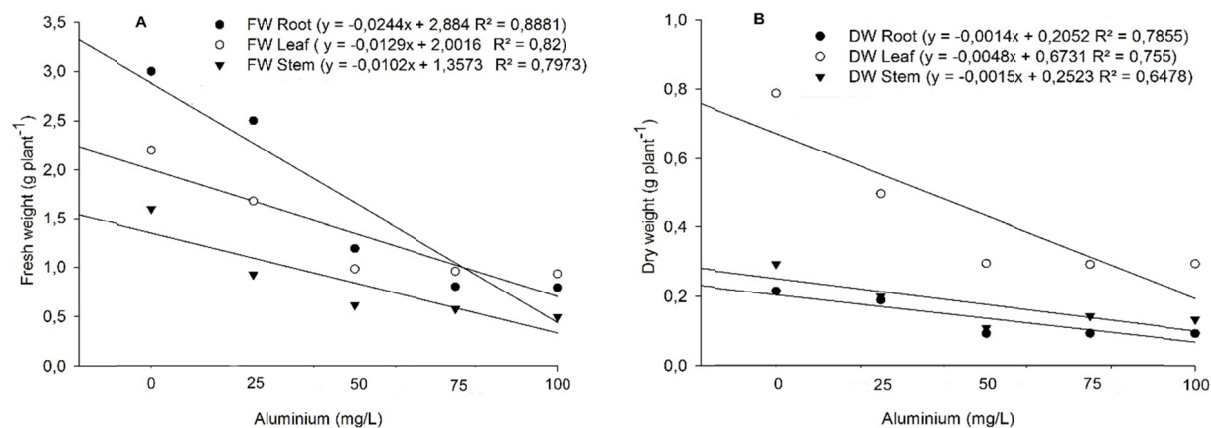 A
FW Root (y = -0,0244x + 2,884 R² = 0,8881)
FW Leaf ( y = -0,0129x + 2,0016 R² = 0,82)
FW Stem (y = -0,0102x + 1,3573 R² = 0,7973)
3,5
3,0
2,5
2,0
1,5
1,0
0,5
0,0
Fresh weight (g plant⁻¹)
0 25 50 75 100
Aluminium (mg/L)
B
DW Root (y = -0,0014x + 0,2052 R² = 0,7855)
DW Leaf (y = -0,0048x + 0,6731 R² = 0,755)
DW Stem (y = -0,0015x + 0,2523 R² = 0,6478)
1,0
0,8
0,6
0,4
0,2
0,0
Dry weight (g plant⁻¹)
0 25 50 75 100
Aluminium (mg/L)